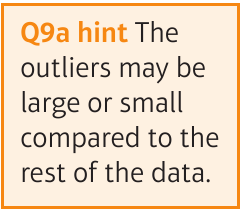 Q9a hint The
outliers may be
large or small
compared to the
rest of the data.